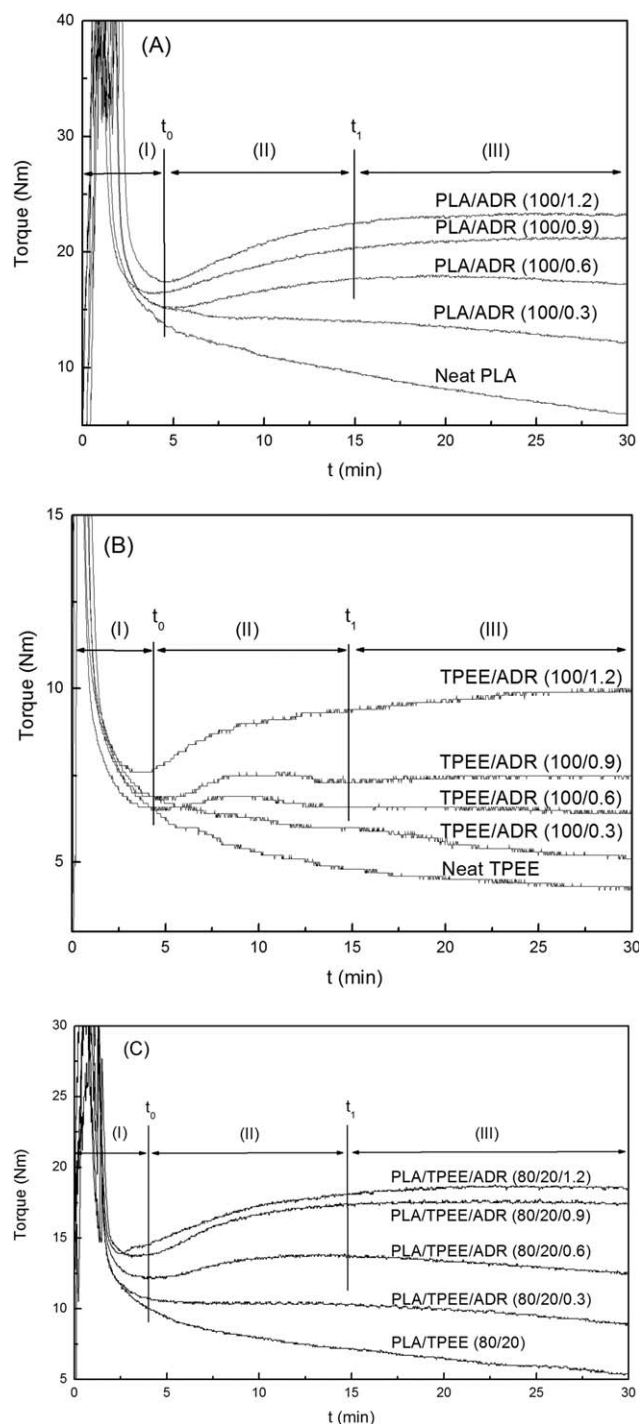 (A)
40
t0
t1
(I)
(II)
(III)
30
PLA/ADR (100/1.2)
PLA/ADR (100/0.9)
20
PLA/ADR (100/0.6)
PLA/ADR (100/0.3)
10
Neat PLA
Torque (Nm)
0 5 10 15 20 25 30
t (min)
15
(B)
t0
t1
(I)
(II)
(III)
TPEE/ADR (100/1.2)
10
TPEE/ADR (100/0.9)
TPEE/ADR (100/0.6)
TPEE/ADR (100/0.3)
5
Neat TPEE
Torque (Nm)
0 5 10 15 20 25 30
t (min)
30
(C)
25
t0
t1
(I)
(II)
(III)
20
PLA/TPEE/ADR (80/20/1.2)
PLA/TPEE/ADR (80/20/0.9)
15
PLA/TPEE/ADR (80/20/0.6)
PLA/TPEE/ADR (80/20/0.3)
10
PLA/TPEE (80/20)
5
Torque (Nm)
0 5 10 15 20 25 30
t (min)